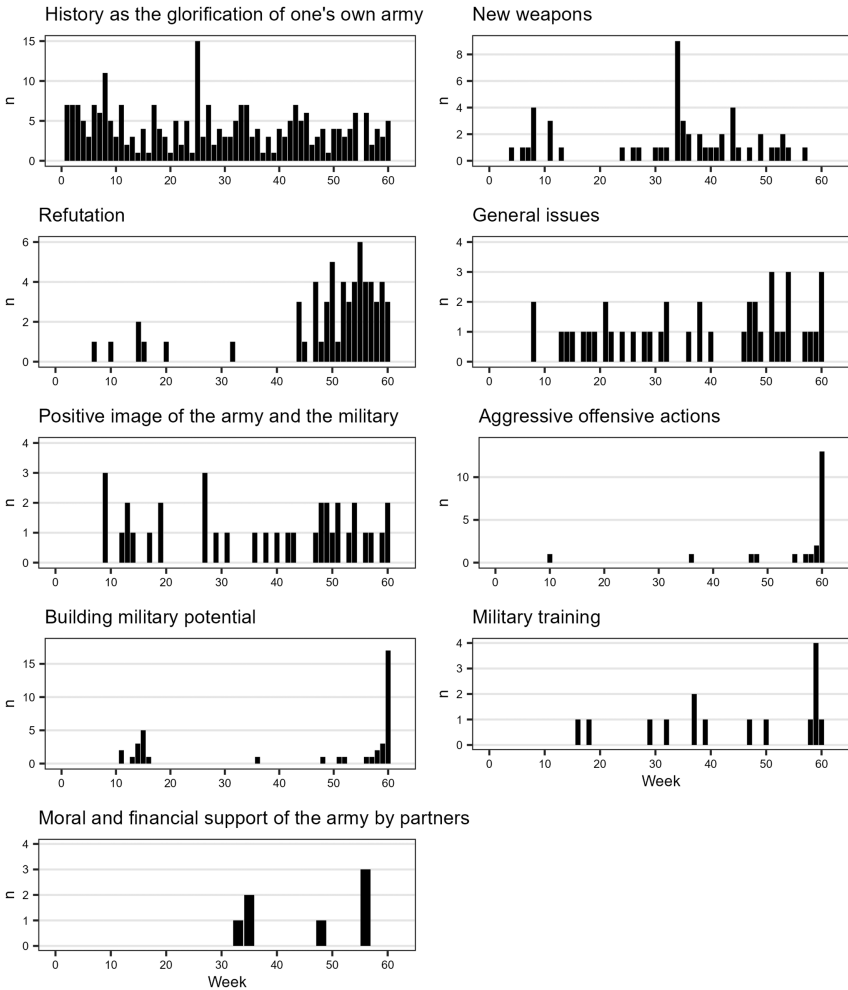 History as the glorification of one's own army
15
10
5
0
n
0 10 20 30 40 50 60
New weapons
8
6
4
2
0
n
0 10 20 30 40 50 60
Refutation
6
4
2
0
n
0 10 20 30 40 50 60
General issues
4
3
2
1
0
n
0 10 20 30 40 50 60
Positive image of the army and the military
4
3
2
1
0
n
0 10 20 30 40 50 60
Aggressive offensive actions
10
5
0
n
0 10 20 30 40 50 60
Building military potential
15
10
5
0
n
0 10 20 30 40 50 60
Military training
4
3
2
1
0
n
0 10 20 30 40 50 60
Week
Moral and financial support of the army by partners
4
3
2
1
0
n
0 10 20 30 40 50 60
Week